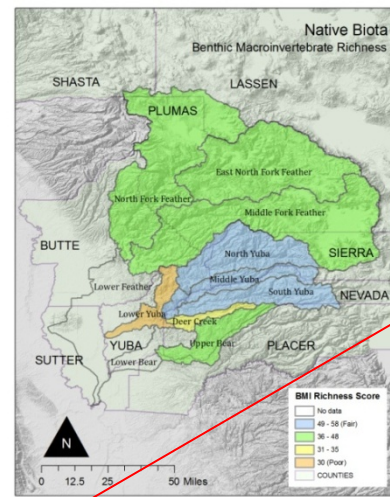 Native Biota
Benthic Macroinvertebrate Richness
SHASTA
LASSEN
PLUMAS
East North Fork Feather
North Fork Feather
Middle Fork Feather
BUTTE
North Yuba
SIERRA
Middle Yuba
Lower Feather
South Yuba
NEVADA
Lower Yuba
Deer Creek
YUBA
Upper Bear
PLACER
SUTTER
Lower Bear
BMI Richness Score
No data
49 - 58 (Fair)
36 - 48
31 - 35
30 (Poor)
COUNTIES
N
0 12.5 25 50 Miles